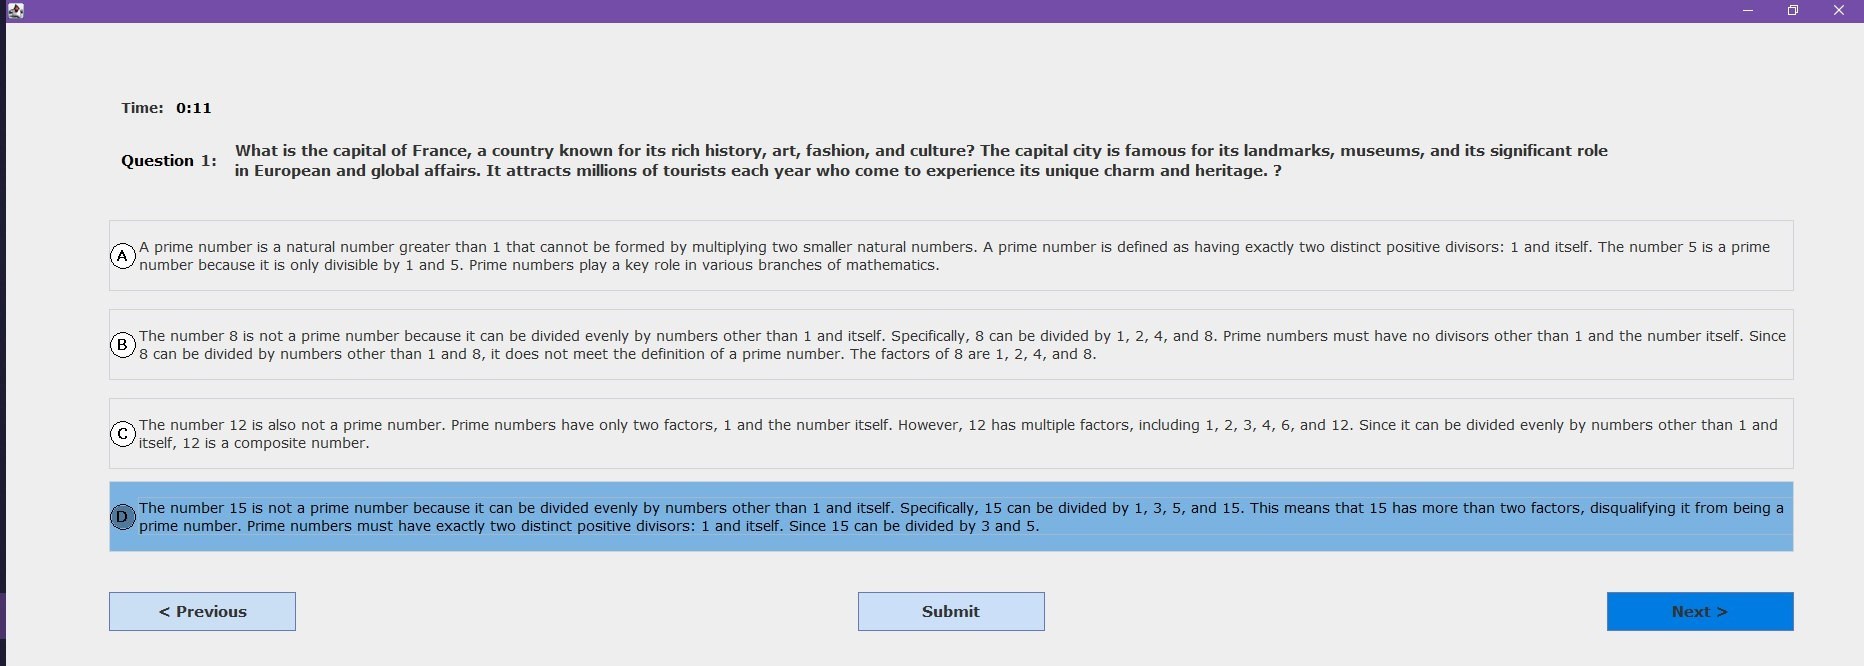 Time: 0:11
Question 1: What is the capital of France, a country known for its rich history, art, fashion, and culture? The capital city is famous for its landmarks, museums, and its significant role
in European and global affairs. It attracts millions of tourists each year who come to experience its unique charm and heritage. ?
A A prime number is a natural number greater than 1 that cannot be formed by multiplying two smaller natural numbers. A prime number is defined as having exactly two distinct positive divisors: 1 and itself. The number 5 is a prime
number because it is only divisible by 1 and 5. Prime numbers play a key role in various branches of mathematics.
B The number 8 is not a prime number because it can be divided evenly by numbers other than 1 and itself. Specifically, 8 can be divided by 1, 2, 4, and 8. Prime numbers must have no divisors other than 1 and the number itself. Since
8 can be divided by numbers other than 1 and 8, it does not meet the definition of a prime number. The factors of 8 are 1, 2, 4, and 8.
C The number 12 is also not a prime number. Prime numbers have only two factors, 1 and the number itself. However, 12 has multiple factors, including 1, 2, 3, 4, 6, and 12. Since it can be divided evenly by numbers other than 1 and
itself, 12 is a composite number.
D The number 15 is not a prime number because it can be divided evenly by numbers other than 1 and itself. Specifically, 15 can be divided by 1, 3, 5, and 15. This means that 15 has more than two factors, disqualifying it from being a
prime number. Prime numbers must have exactly two distinct positive divisors: 1 and itself. Since 15 can be divided by 3 and 5.
< Previous
Submit
Next >